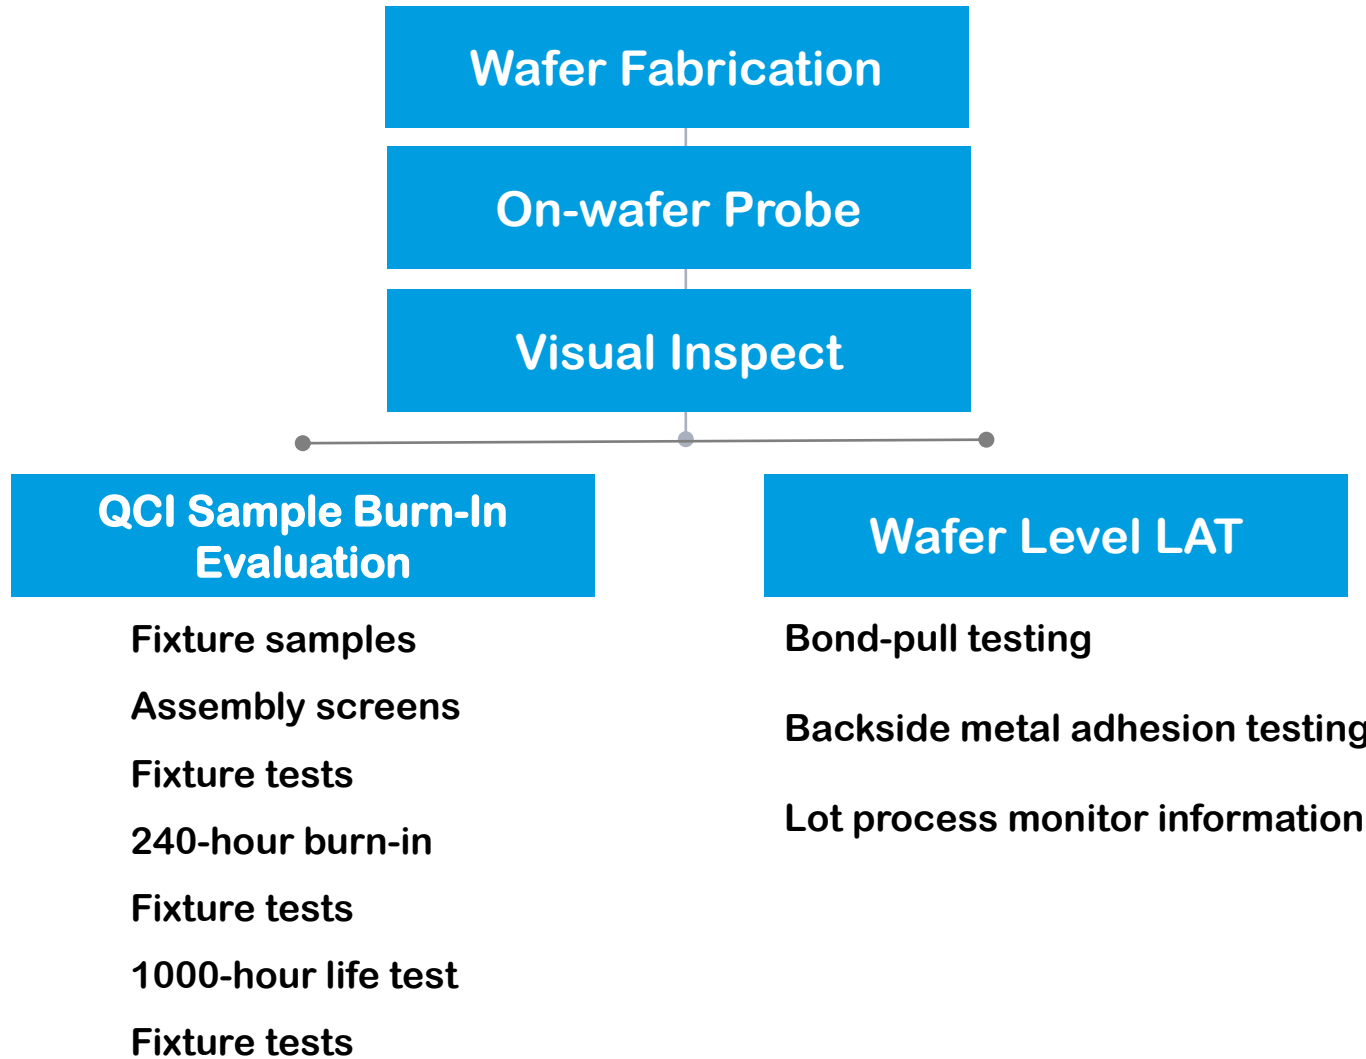 Wafer Fabrication
On-wafer Probe
Visual Inspect
QCI Sample Burn-In
Evaluation
Fixture samples
Assembly screens
Fixture tests
240-hour burn-in
Fixture tests
1000-hour life test
Fixture tests
Wafer Level LAT
Bond-pull testing
Backside metal adhesion testing
Lot process monitor information